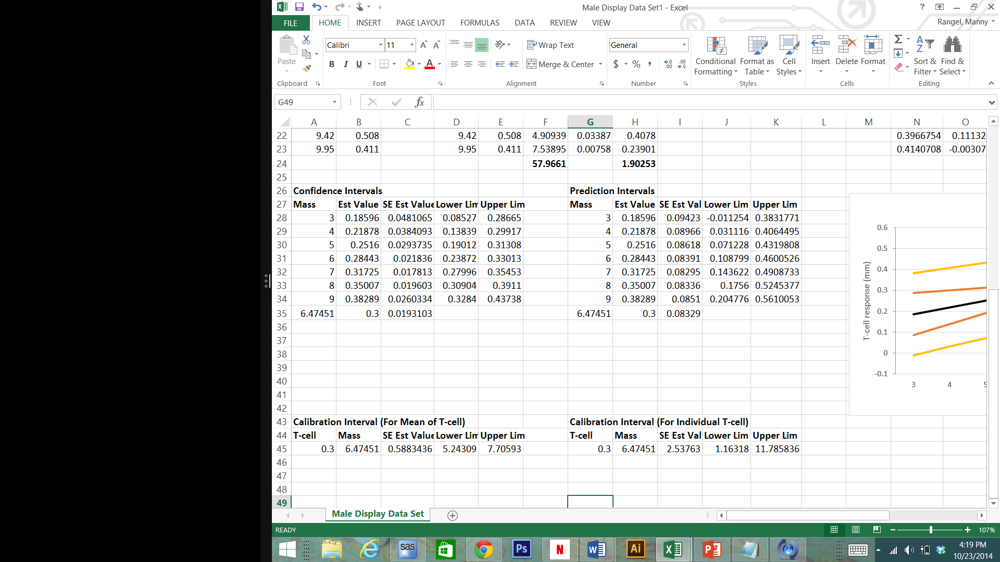 Male Display Data Set1 - Excel
?
FILE HOME INSERT PAGE LAYOUT FORMULAS DATA REVIEW VIEW Rangel, Manny
Paste
Calibri 11 A A
B I U A
Wrap Text
Merge & Center
General
$ % ,
Conditional Formatting
Format as Table
Cell Styles
Insert Delete Format
Sort & Filter
Find & Select
Clipboard Font Alignment Number Styles Cells Editing
G49 fx
A B C D E F G H I J K L M N O
22 9.42 0.508 9.42 0.508 4.90939 0.03387 0.4078 0.3966754 0.11132
23 9.95 0.411 9.95 0.411 7.53895 0.00758 0.23901 0.4140708 -0.00307
24 57.9661 1.90253
25
26 Confidence Intervals Prediction Intervals
27 Mass Est Value SE Est Value Lower Lim Upper Lim Mass Est Value SE Est Val Lower Lim Upper Lim
28 3 0.18596 0.0481065 0.08527 0.28665 3 0.18596 0.09423 -0.011254 0.3831771
29 4 0.21878 0.0384093 0.13839 0.29917 4 0.21878 0.08966 0.031116 0.4064495
30 5 0.2516 0.0293735 0.19012 0.31308 5 0.2516 0.08618 0.071228 0.4319808
31 6 0.28443 0.021836 0.23872 0.33013 6 0.28443 0.08391 0.108799 0.4600526
32 7 0.31725 0.017813 0.27996 0.35453 7 0.31725 0.08295 0.143622 0.4908733
33 8 0.35007 0.019603 0.30904 0.3911 8 0.35007 0.08336 0.1756 0.5245377
34 9 0.38289 0.0260334 0.3284 0.43738 9 0.38289 0.0851 0.204776 0.5610053
35 6.47451 0.3 0.0193103 6.47451 0.3 0.08329
36
37
38
39
40
41
42
43 Calibration Interval (For Mean of T-cell) Calibration Interval (For Individual T-cell)
44 T-cell Mass SE Est Value Lower Lim Upper Lim T-cell Mass SE Est Val Lower Lim Upper Lim
45 0.3 6.47451 0.5883436 5.24309 7.70593 0.3 6.47451 2.53763 1.16318 11.785836
46
47
48
49
T-cell response (mm)
0.6
0.5
0.4
0.3
0.2
0.1
0
-0.1
3 4 5
Male Display Data Set
READY 107%
sas Ps N W Ai X P
4:19 PM
10/23/2014